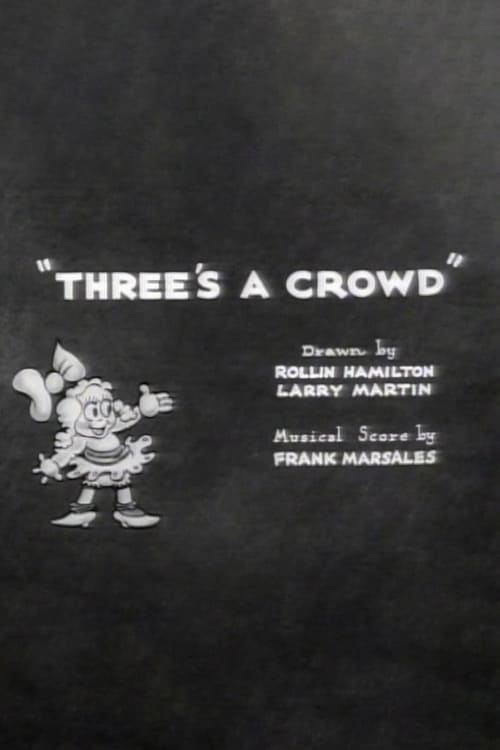 "THREE'S A CROWD"
Drawn by
ROLLIN HAMILTON
LARRY MARTIN
Musical Score by
FRANK MARSALES